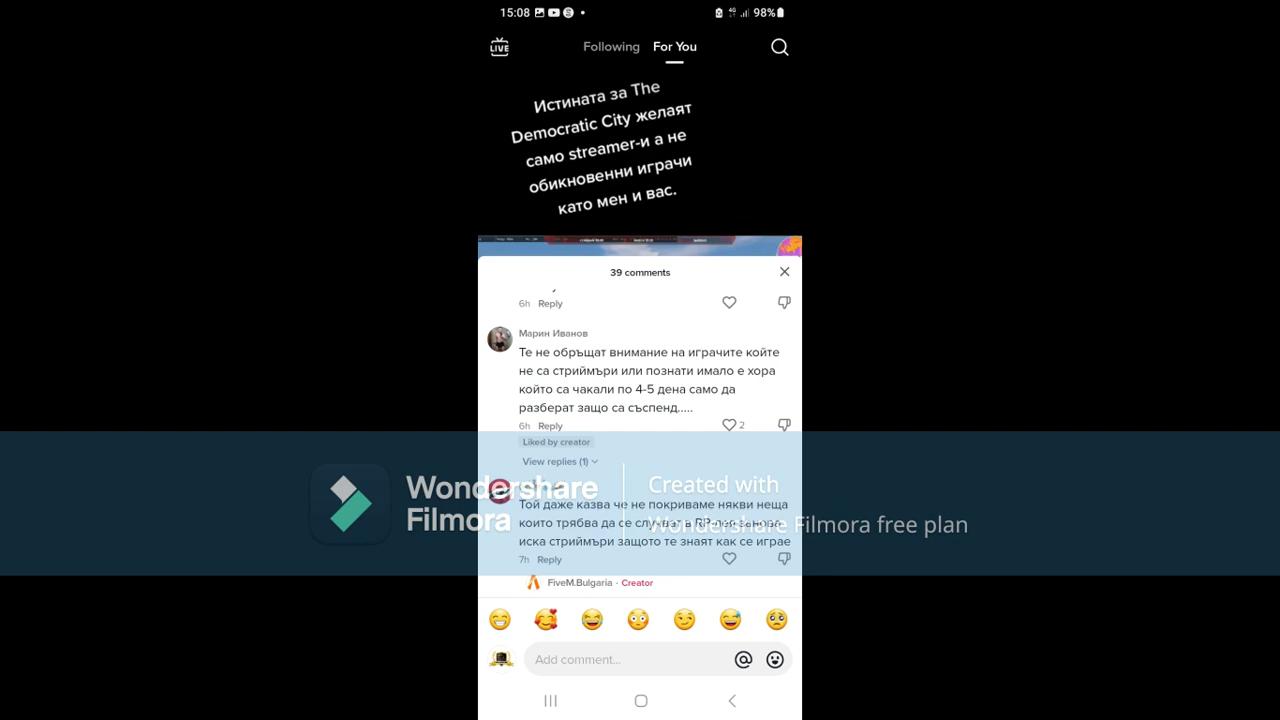 15:08
4G
98%
LIVE
Following For You
Истината за The
Democratic City желаят
само streamer-и а не
обикновенни играчи
като мен и вас.
39 comments
6h Reply
Марин Иванов
Те не обръщат внимание на играчите които
не са стриймъри или познати имало е хора
който са чакали по 4-5 дена само да
разберат защо са съспенд.....
6h Reply
2
Liked by creator
View replies (1)
Wondershare
Filmora
Created with
Wondershare Filmora free plan
Той даже казва че не покриваме някви неща
които трябва да се случват в RP-
иска стриймъри защото те знаят как се играе
7h Reply
FiveM.Bulgaria · Creator
Add comment...